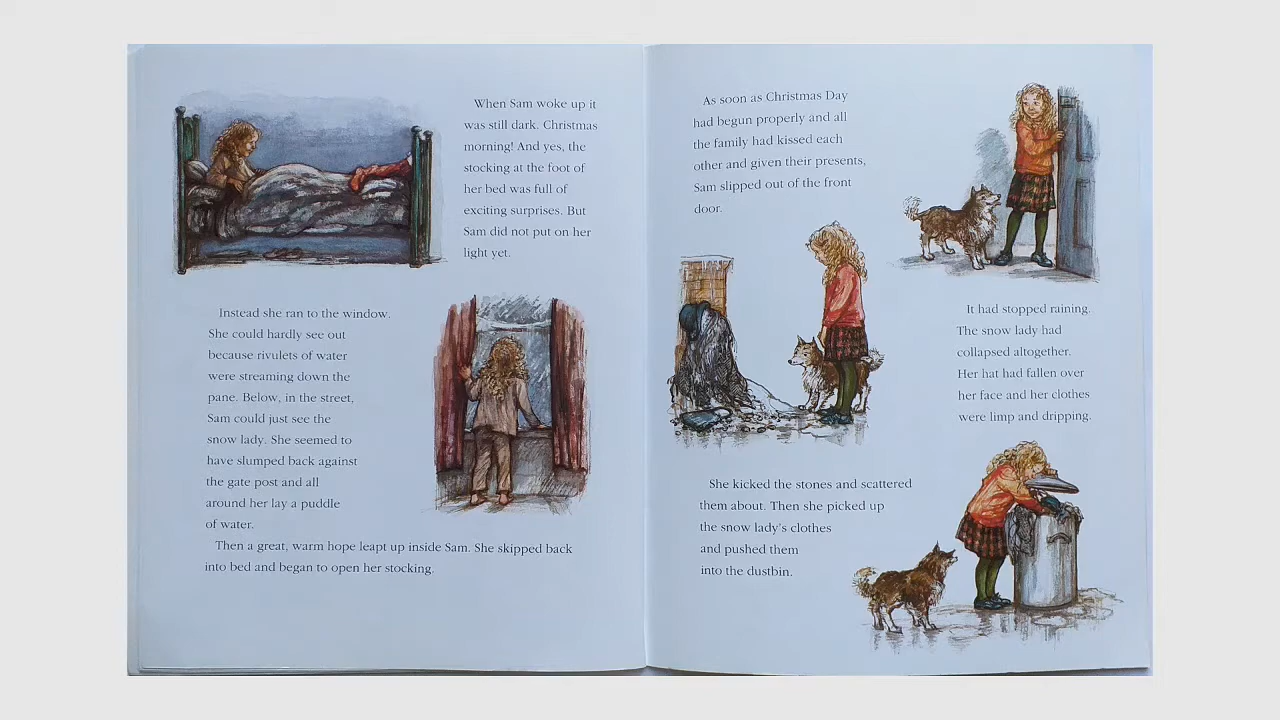 When Sam woke up it
was still dark. Christmas
morning! And yes, the
stocking at the foot of
her bed was full of
exciting surprises. But
Sam did not put on her
light yet.
Instead she ran to the window.
She could hardly see out
because rivulets of water
were streaming down the
pane. Below, in the street,
Sam could just see the
snow lady. She seemed to
have slumped back against
the gate post and all
around her lay a puddle
of water.
Then a great, warm hope leapt up inside Sam. She skipped back
into bed and began to open her stocking.
As soon as Christmas Day
had begun properly and all
the family had kissed each
other and given their presents,
Sam slipped out of the front
door.
It had stopped raining.
The snow lady had
collapsed altogether.
Her hat had fallen over
her face and her clothes
were limp and dripping.
She kicked the stones and scattered
them about. Then she picked up
the snow lady's clothes
and pushed them
into the dustbin.